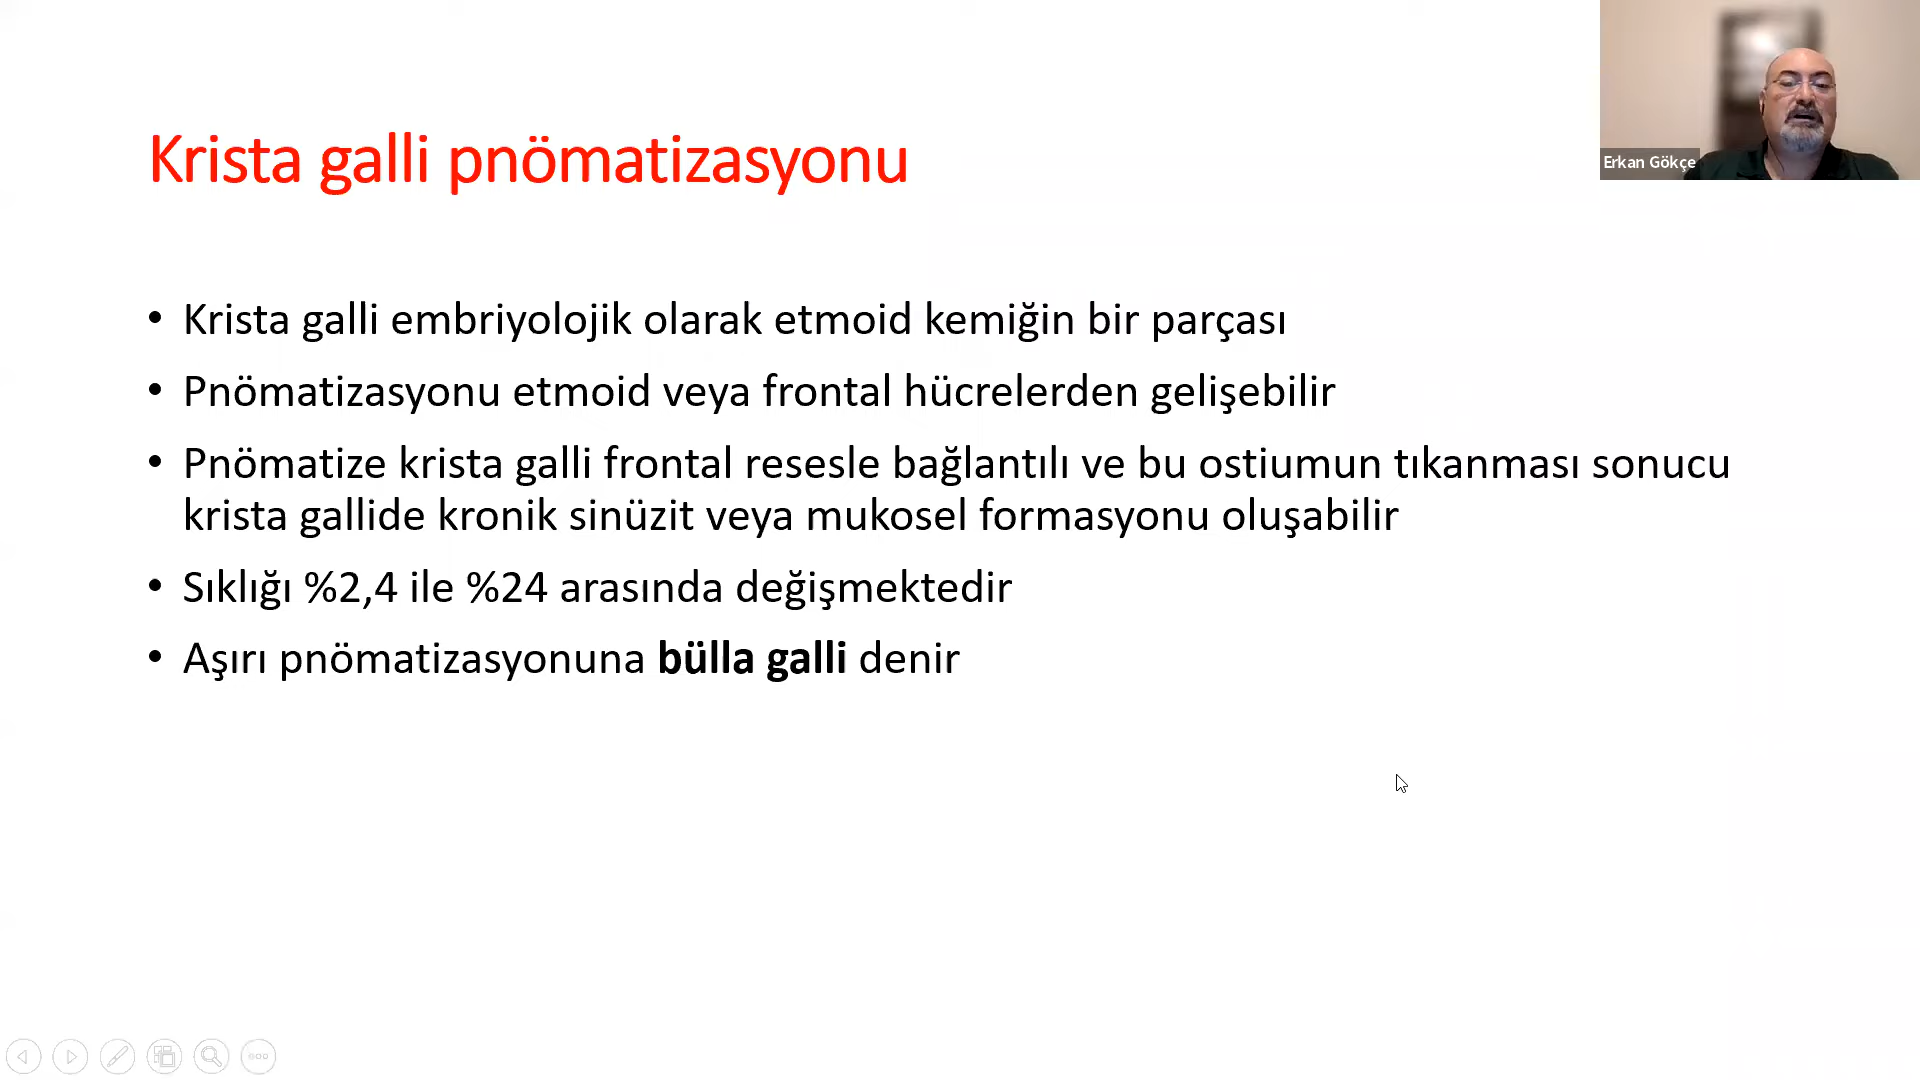 Erkan Gökçe
Krista galli pnömatizasyonu
• Krista galli embriyolojik olarak etmoid kemiğin bir parçası
• Pnömatizasyonu etmoid veya frontal hücrelerden gelişebilir
• Pnömatize krista galli frontal resesle bağlantılı ve bu ostiumun tıkanması sonucu
krista gallide kronik sinüzit veya mukosel formasyonu oluşabilir
• Sıklığı %2,4 ile %24 arasında değişmektedir
• Aşırı pnömatizasyonuna bülla galli denir